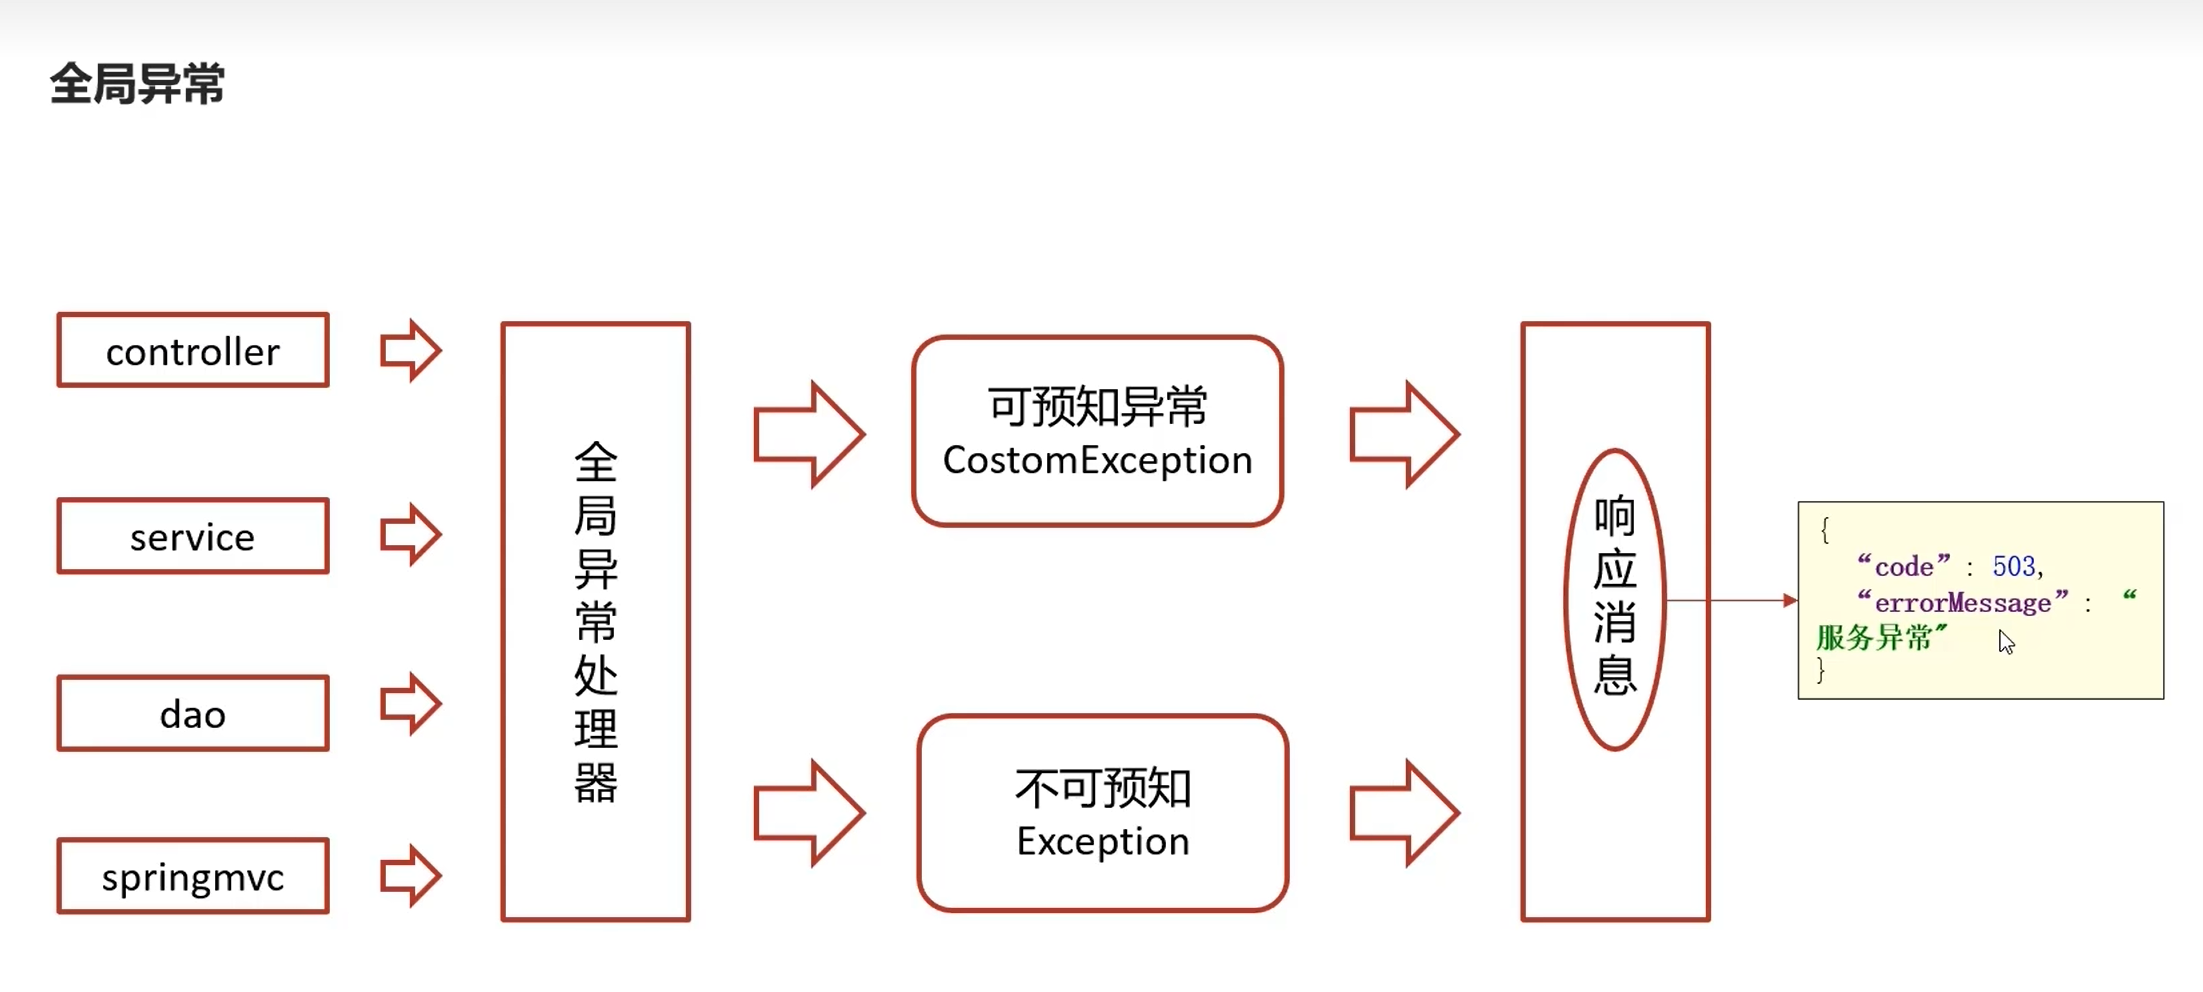 全局异常
controller
service
dao
springmvc
全局异常处理器
可预知异常
CostomException
不可预知
Exception
响应消息
{
“code” : 503,
“errorMessage” : “
服务异常”
}